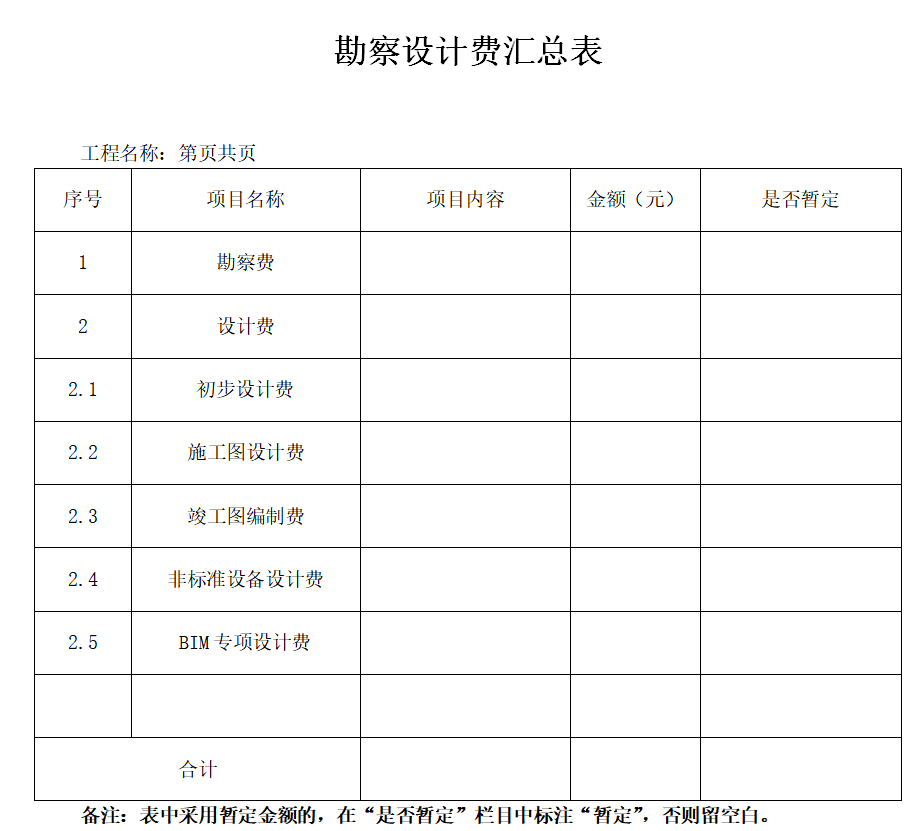 勘察设计费汇总表
工程名称：第页共页
序号 项目名称 项目内容 金额（元） 是否暂定
1 勘察费
2 设计费
2.1 初步设计费
2.2 施工图设计费
2.3 竣工图编制费
2.4 非标准设备设计费
2.5 BIM专项设计费
合计
备注：表中采用暂定金额的，在“是否暂定”栏目中标注“暂定”，否则留空白。